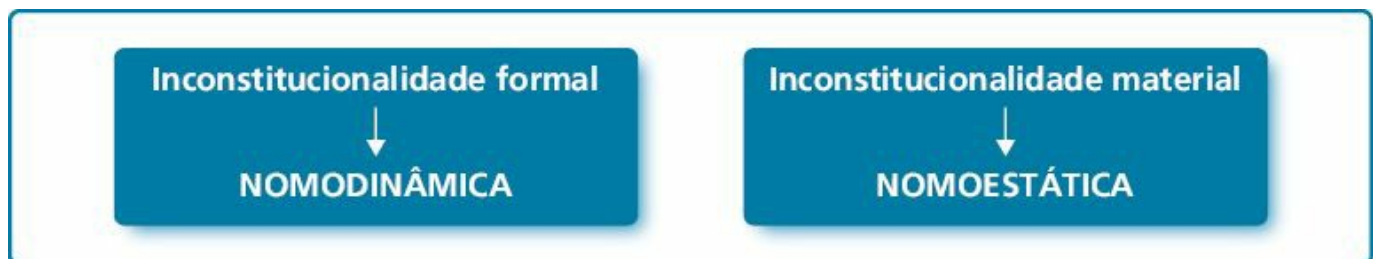 Inconstitucionalidade formal
NOMODINÂMICA
Inconstitucionalidade material
NOMOESTÁTICA